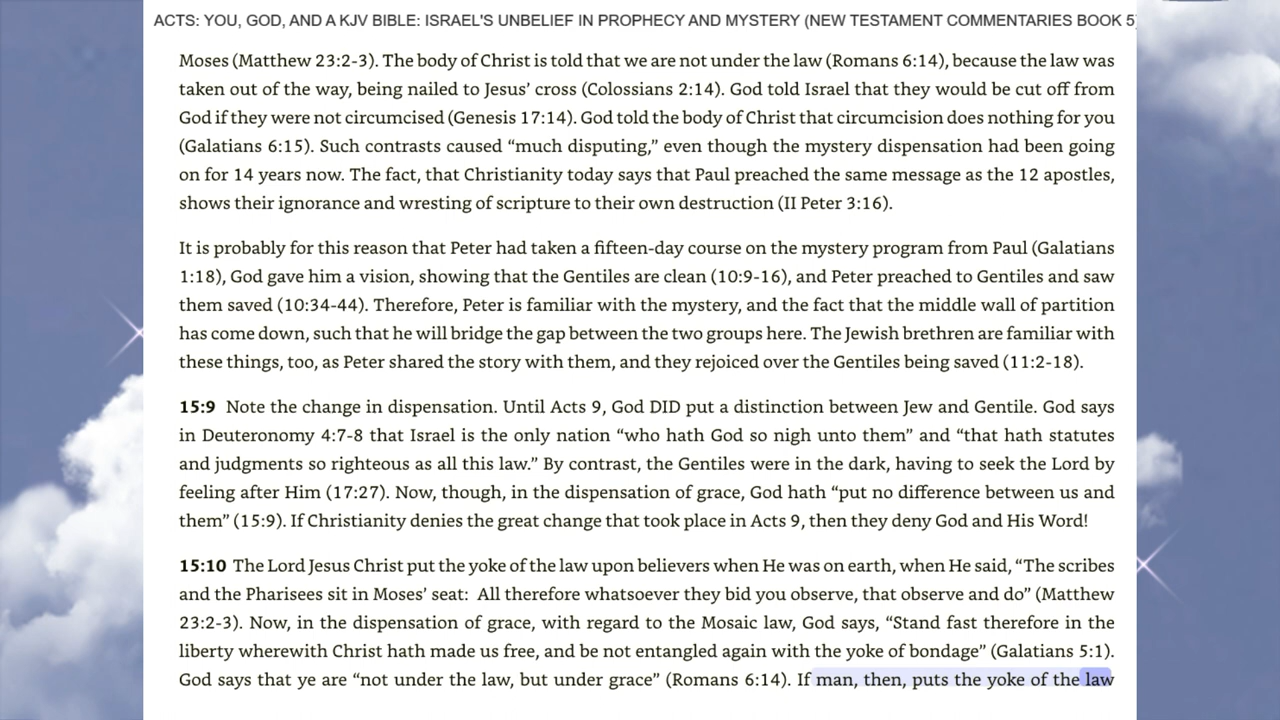 ACTS: YOU, GOD, AND A KJV BIBLE: ISRAEL'S UNBELIEF IN PROPHECY AND MYSTERY (NEW TESTAMENT COMMENTARIES BOOK 5)
Moses (Matthew 23:2-3). The body of Christ is told that we are not under the law (Romans 6:14), because the law was
taken out of the way, being nailed to Jesus’ cross (Colossians 2:14). God told Israel that they would be cut off from
God if they were not circumcised (Genesis 17:14). God told the body of Christ that circumcision does nothing for you
(Galatians 6:15). Such contrasts caused “much disputing,” even though the mystery dispensation had been going
on for 14 years now. The fact, that Christianity today says that Paul preached the same message as the 12 apostles,
shows their ignorance and wresting of scripture to their own destruction (II Peter 3:16).
It is probably for this reason that Peter had taken a fifteen-day course on the mystery program from Paul (Galatians
1:18), God gave him a vision, showing that the Gentiles are clean (10:9-16), and Peter preached to Gentiles and saw
them saved (10:34-44). Therefore, Peter is familiar with the mystery, and the fact that the middle wall of partition
has come down, such that he will bridge the gap between the two groups here. The Jewish brethren are familiar with
these things, too, as Peter shared the story with them, and they rejoiced over the Gentiles being saved (11:2-18).
15:9 Note the change in dispensation. Until Acts 9, God DID put a distinction between Jew and Gentile. God says
in Deuteronomy 4:7-8 that Israel is the only nation “who hath God so nigh unto them” and “that hath statutes
and judgments so righteous as all this law.” By contrast, the Gentiles were in the dark, having to seek the Lord by
feeling after Him (17:27). Now, though, in the dispensation of grace, God hath “put no difference between us and
them” (15:9). If Christianity denies the great change that took place in Acts 9, then they deny God and His Word!
15:10 The Lord Jesus Christ put the yoke of the law upon believers when He was on earth, when He said, “The scribes
and the Pharisees sit in Moses’ seat: All therefore whatsoever they bid you observe, that observe and do” (Matthew
23:2-3). Now, in the dispensation of grace, with regard to the Mosaic law, God says, “Stand fast therefore in the
liberty wherewith Christ hath made us free, and be not entangled again with the yoke of bondage” (Galatians 5:1).
God says that ye are “not under the law, but under grace” (Romans 6:14). If man, then, puts the yoke of the law